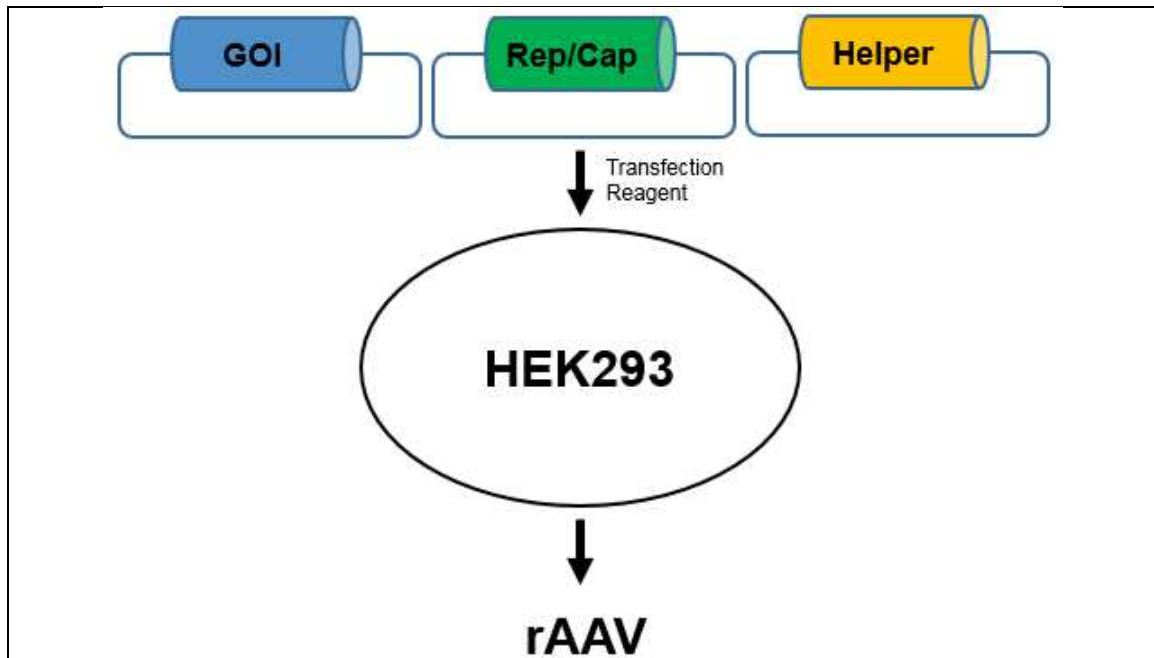 GOI
Rep/Cap
Helper
Transfection
Reagent
HEK293
rAAV